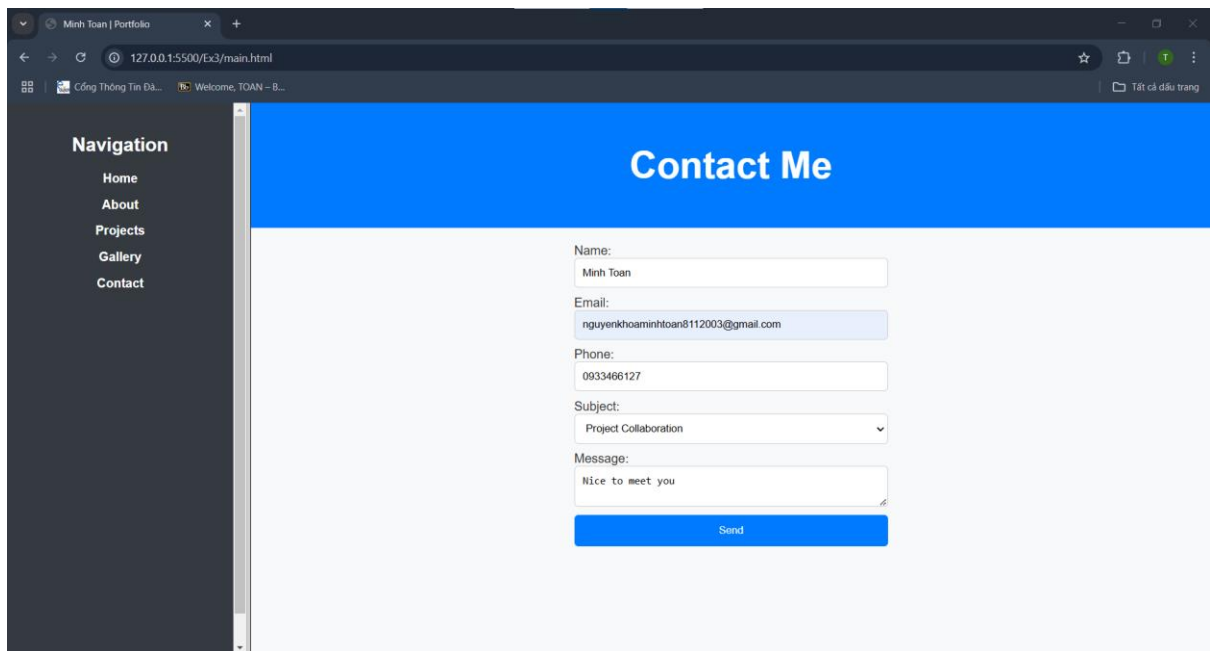 Minh Toan | Portfolio
127.0.0.1:5500/Ex3/main.html
T
Cổng Thông Tin Đà...
Welcome, TOAN – B...
Tất cả dấu trang
Navigation
Home
About
Projects
Gallery
Contact
Contact Me
Name:
Minh Toan
Email:
nguyenkhoaminhtoan8112003@gmail.com
Phone:
0933466127
Subject:
Project Collaboration
Message:
Nice to meet you
Send